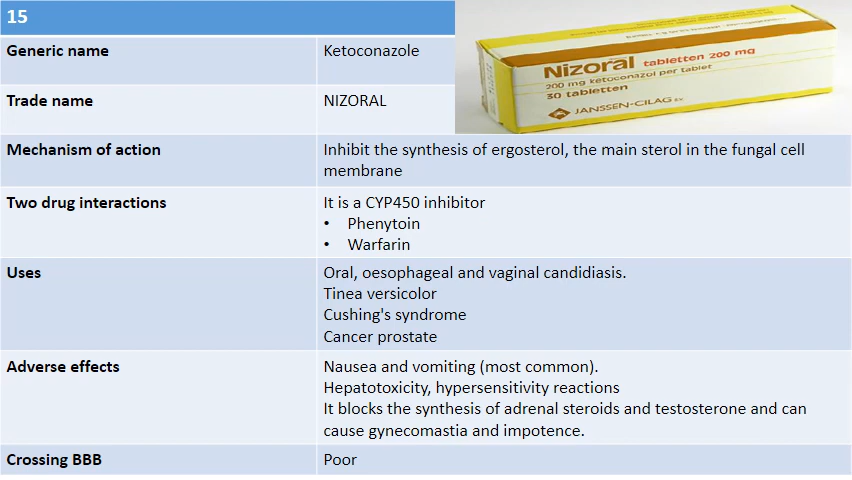 15
Generic name
Ketoconazole
Nizoral tabletten 200 mg
200 mg ketoconazol per tablet
30 tabletten
JANSSEN-CILAG
Trade name
NIZORAL
Mechanism of action
Inhibit the synthesis of ergosterol, the main sterol in the fungal cell
membrane
Two drug interactions
It is a CYP450 inhibitor
• Phenytoin
• Warfarin
Uses
Oral, oesophageal and vaginal candidiasis.
Tinea versicolor
Cushing's syndrome
Cancer prostate
Adverse effects
Nausea and vomiting (most common).
Hepatotoxicity, hypersensitivity reactions
It blocks the synthesis of adrenal steroids and testosterone and can
cause gynecomastia and impotence.
Crossing BBB
Poor